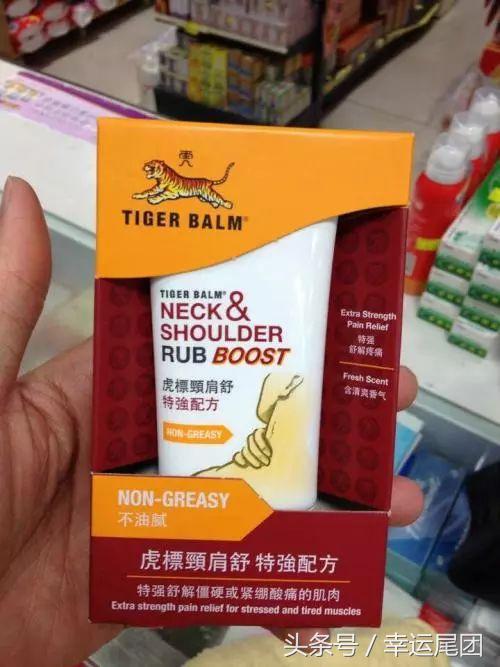 虎
TIGER BALM®
TIGER BALM®
NECK &
SHOULDER
RUB BOOST
虎標頸肩舒
特強配方
NON-GREASY
Extra Strength
Pain Relief
特强
舒解疼痛
Fresh Scent
含清爽香气
NON-GREASY
不油腻
虎標頸肩舒 特強配方
特强舒解僵硬或紧绷酸痛的肌肉
Extra strength pain relief for stressed and tired muscles
头条号 / 幸运尾团